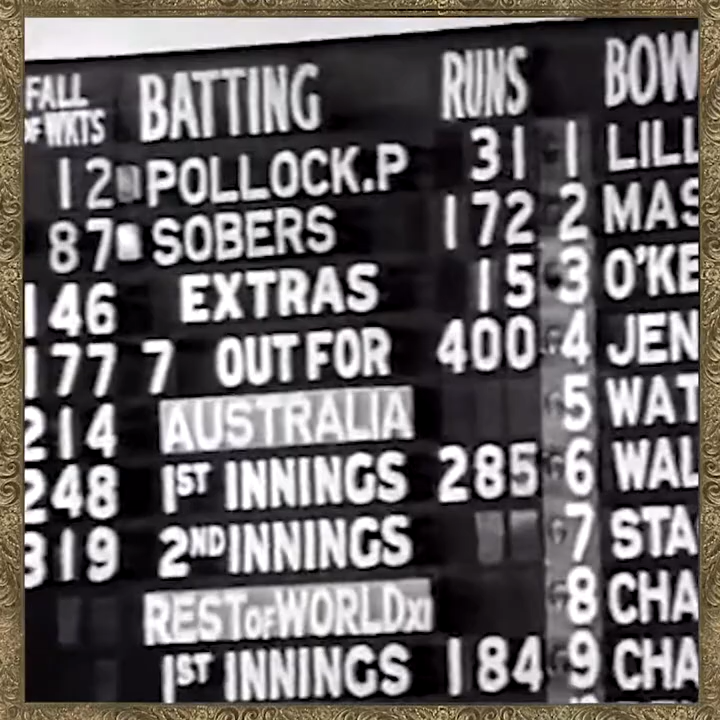 FALL OF WKTS BATTING RUNS BOW
12 POLLOCK.P 31 1 LILL
87 SOBERS 172 2 MAS
146 EXTRAS 15 3 O'KE
177 7 OUT FOR 400 4 JEN
214 AUSTRALIA 5 WAT
248 1ST INNINGS 285 6 WAL
319 2ND INNINGS 7 STA
REST OF WORLD XI 8 CHA
1ST INNINGS 184 9 CHA